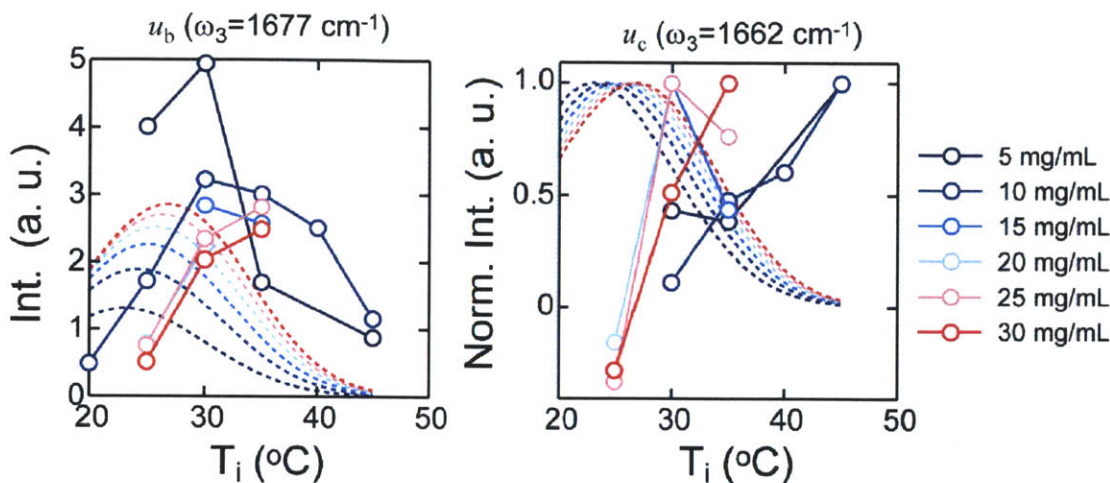 u_b (ω₃=1677 cm⁻¹)
Int. (a. u.)
5
4
3
2
1
0
20 30 40 50
T_i (°C)
u_c (ω₃=1662 cm⁻¹)
Norm. Int. (a. u.)
1.0
0.5
0
20 30 40 50
T_i (°C)
5 mg/mL
10 mg/mL
15 mg/mL
20 mg/mL
25 mg/mL
30 mg/mL